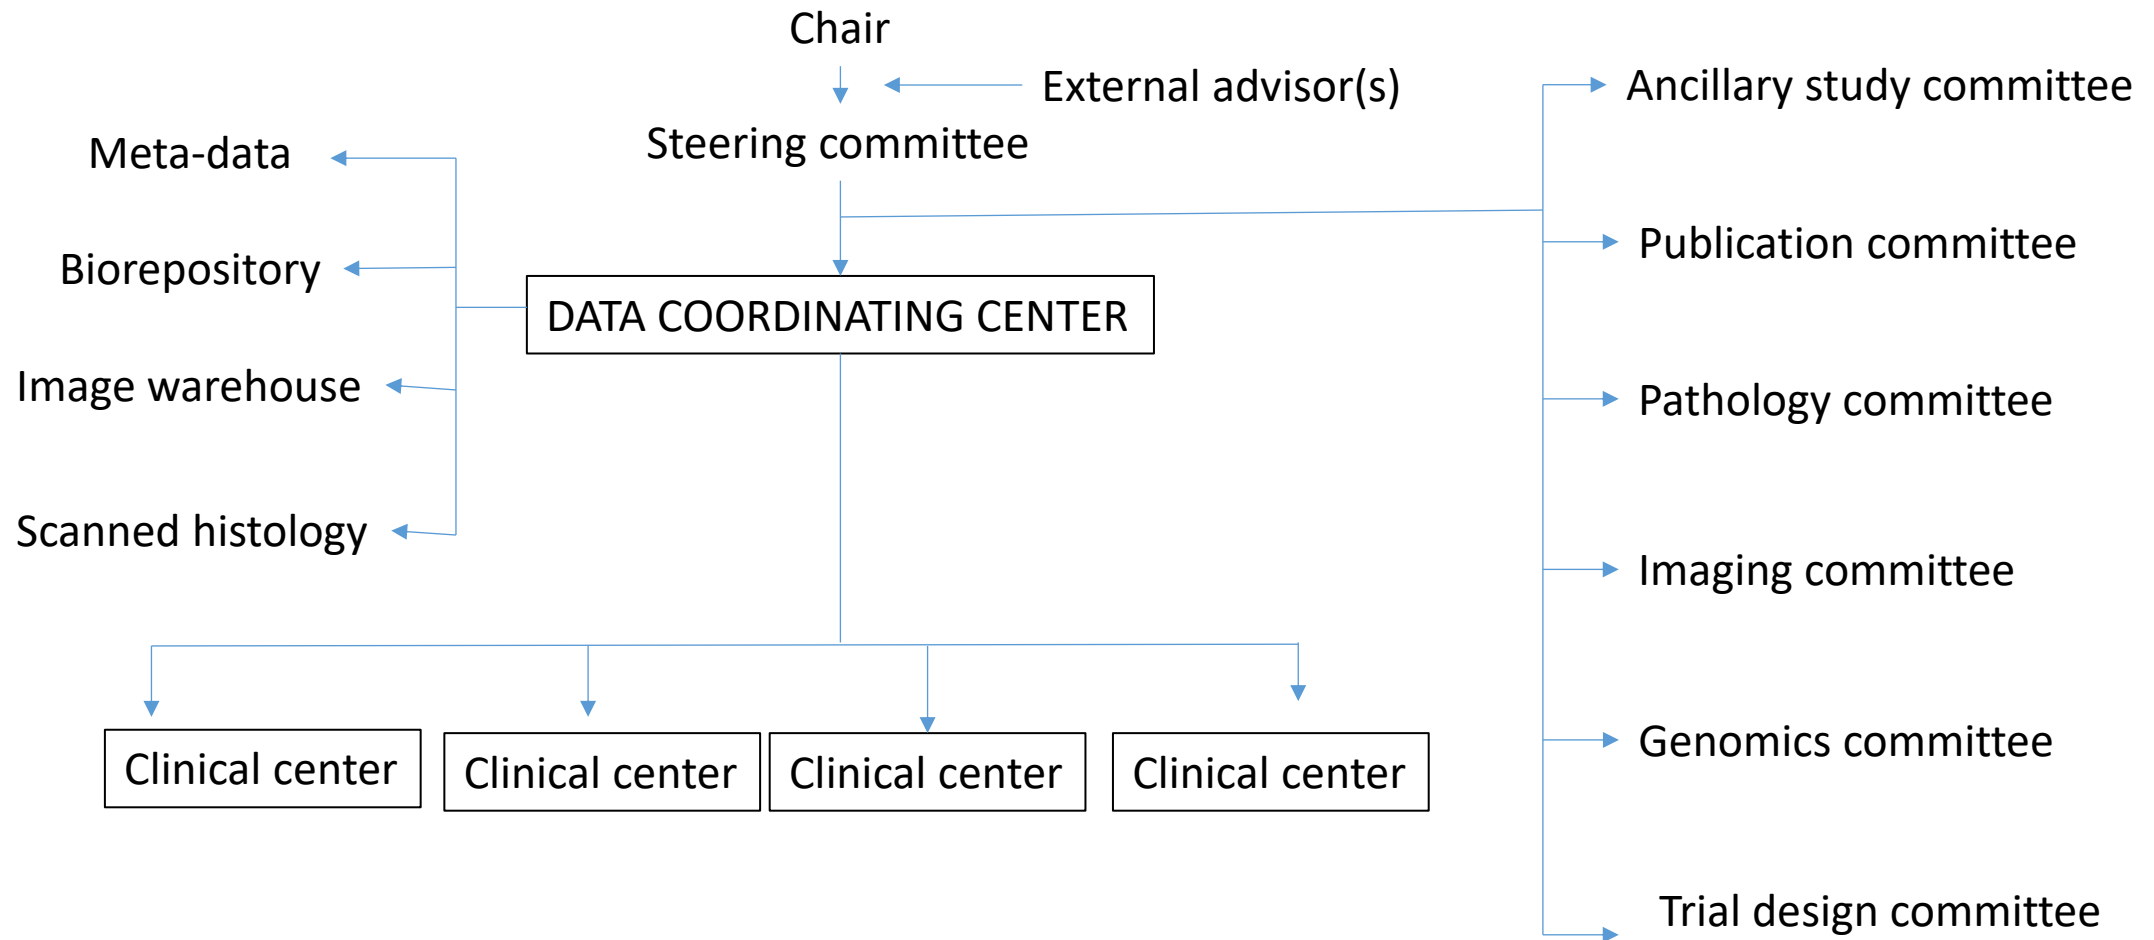 Chair
External advisor(s)
Steering committee
Meta-data
Biorepository
Image warehouse
Scanned histology
DATA COORDINATING CENTER
Ancillary study committee
Publication committee
Pathology committee
Imaging committee
Genomics committee
Trial design committee
Clinical center
Clinical center
Clinical center
Clinical center